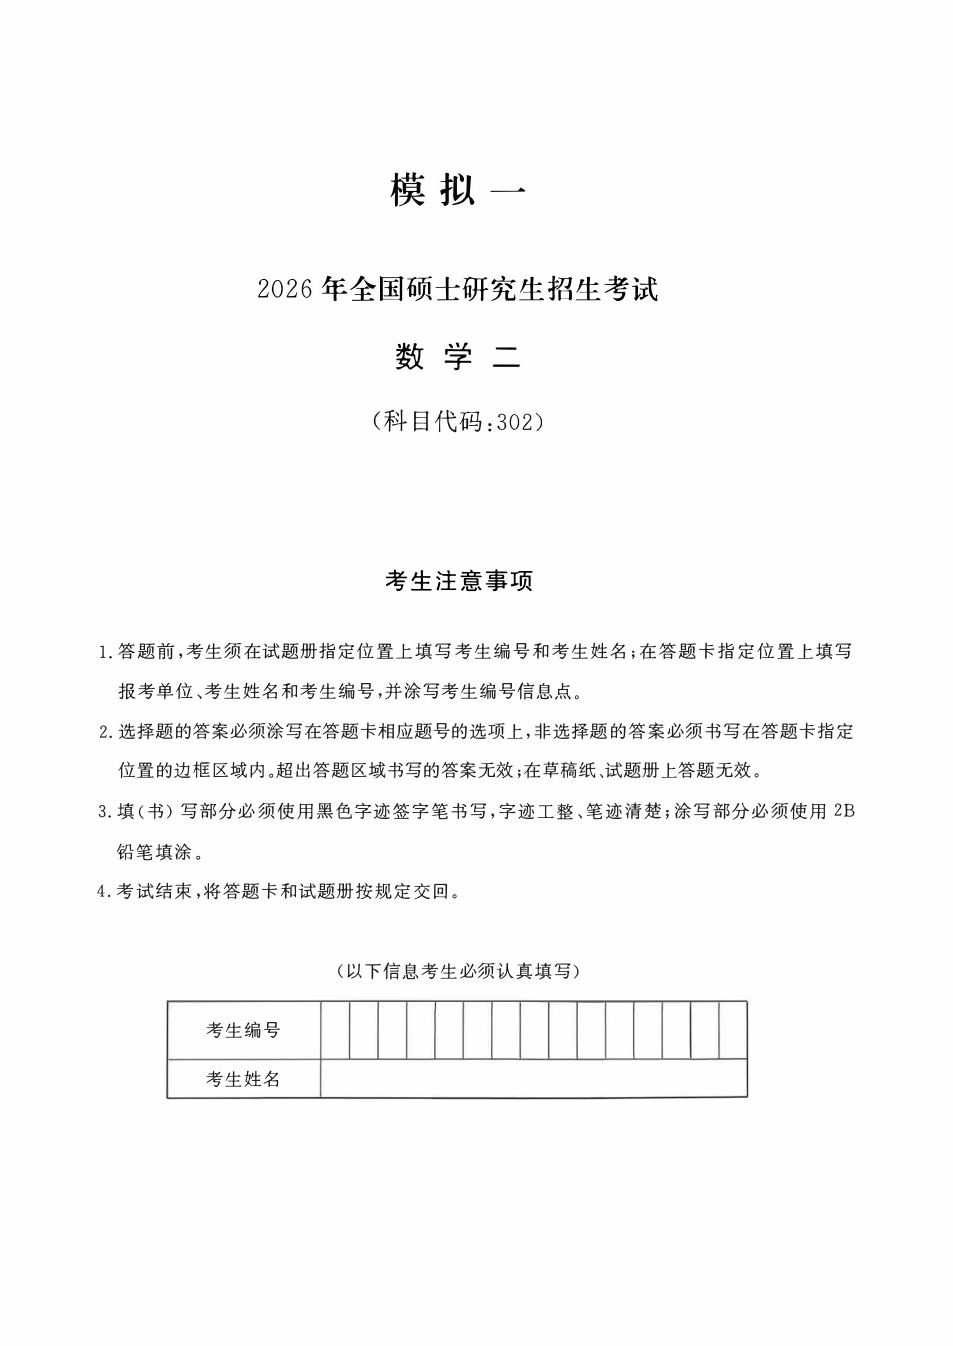 模拟一
2026年全国硕士研究生招生考试
数学二
(科目代码:302)
考生注意事项
1.答题前,考生须在试题册指定位置上填写考生编号和考生姓名;在答题卡指定位置上填写
报考单位、考生姓名和考生编号,并涂写考生编号信息点。
2.选择题的答案必须涂写在答题卡相应题号的选项上,非选择题的答案必须书写在答题卡指定
位置的边框区域内。超出答题区域书写的答案无效;在草稿纸、试题册上答题无效。
3.填(书)写部分必须使用黑色字迹签字笔书写,字迹工整、笔迹清楚;涂写部分必须使用2B
铅笔填涂。
4.考试结束,将答题卡和试题册按规定交回。
(以下信息考生必须认真填写)
考生编号
考生姓名